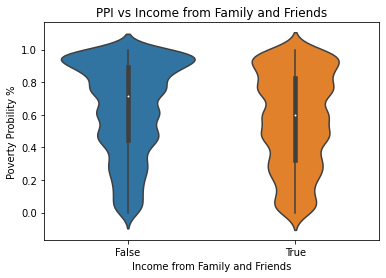 PPI vs Income from Family and Friends
Poverty Probility %
1.0
0.8
0.6
0.4
0.2
0.0
False
True
Income from Family and Friends